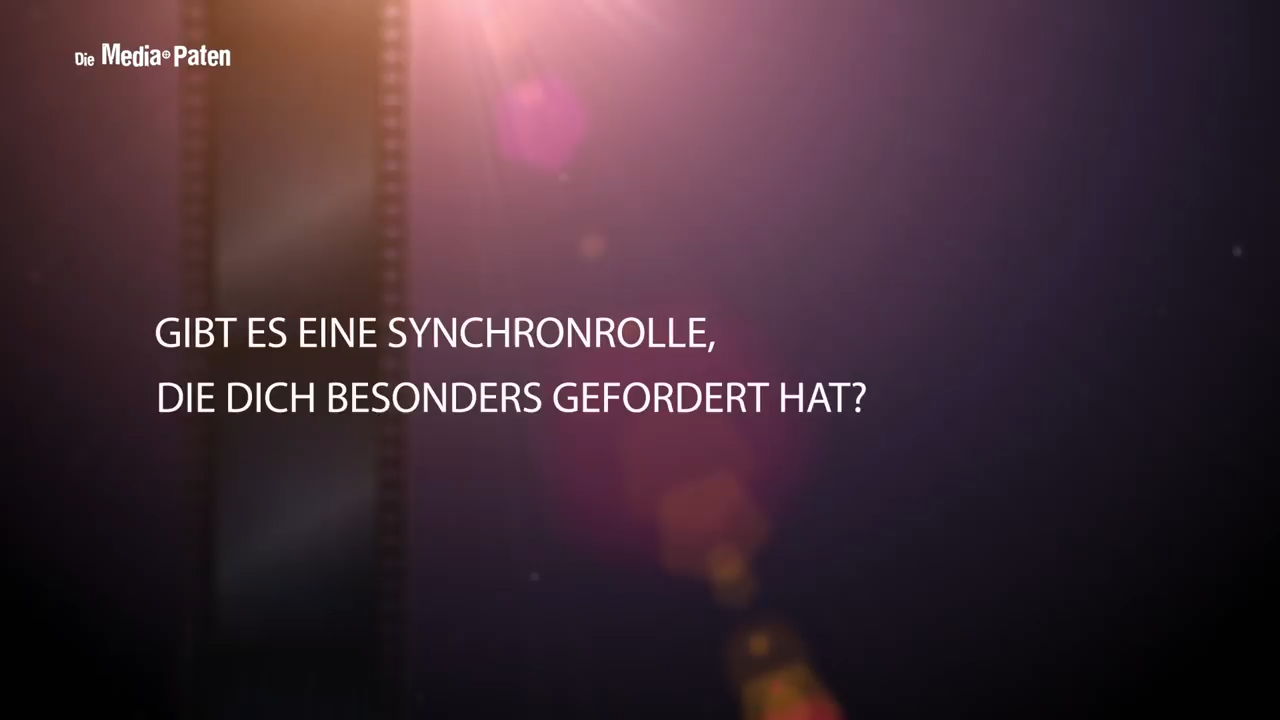 Die Media Paten
GIBT ES EINE SYNCHRONROLLE,
DIE DICH BESONDERS GEFORDERT HAT?